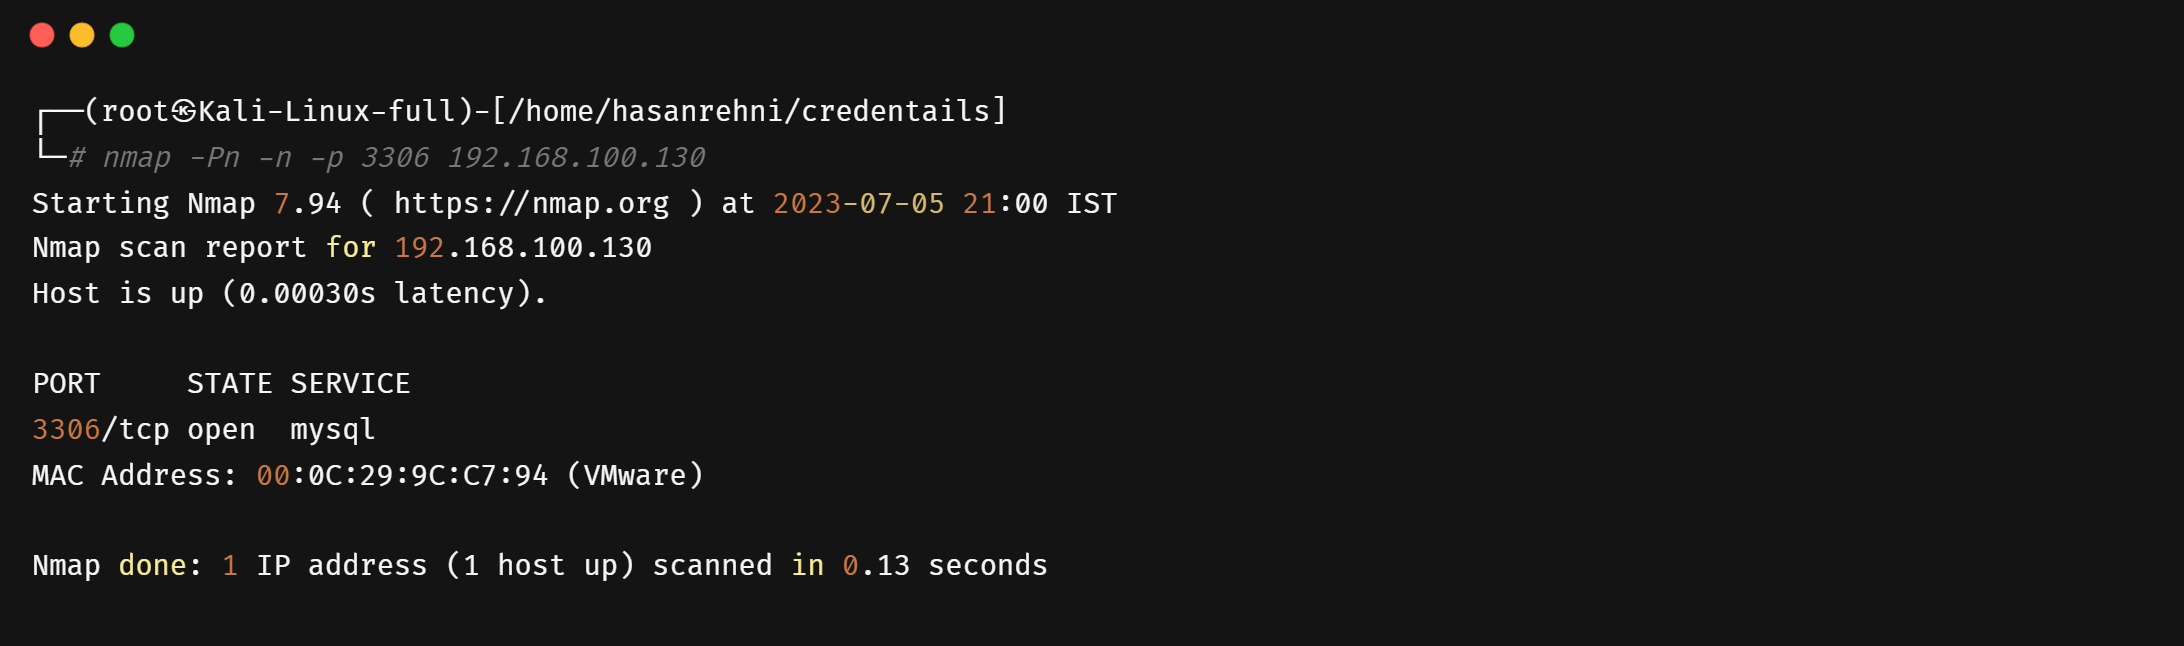 ┌──(root㉿Kali-Linux-full)-[/home/hasanrehni/credentails]
└─# nmap -Pn -n -p 3306 192.168.100.130
Starting Nmap 7.94 ( https://nmap.org ) at 2023-07-05 21:00 IST
Nmap scan report for 192.168.100.130
Host is up (0.00030s latency).

PORT     STATE SERVICE
3306/tcp open  mysql
MAC Address: 00:0C:29:9C:C7:94 (VMware)

Nmap done: 1 IP address (1 host up) scanned in 0.13 seconds